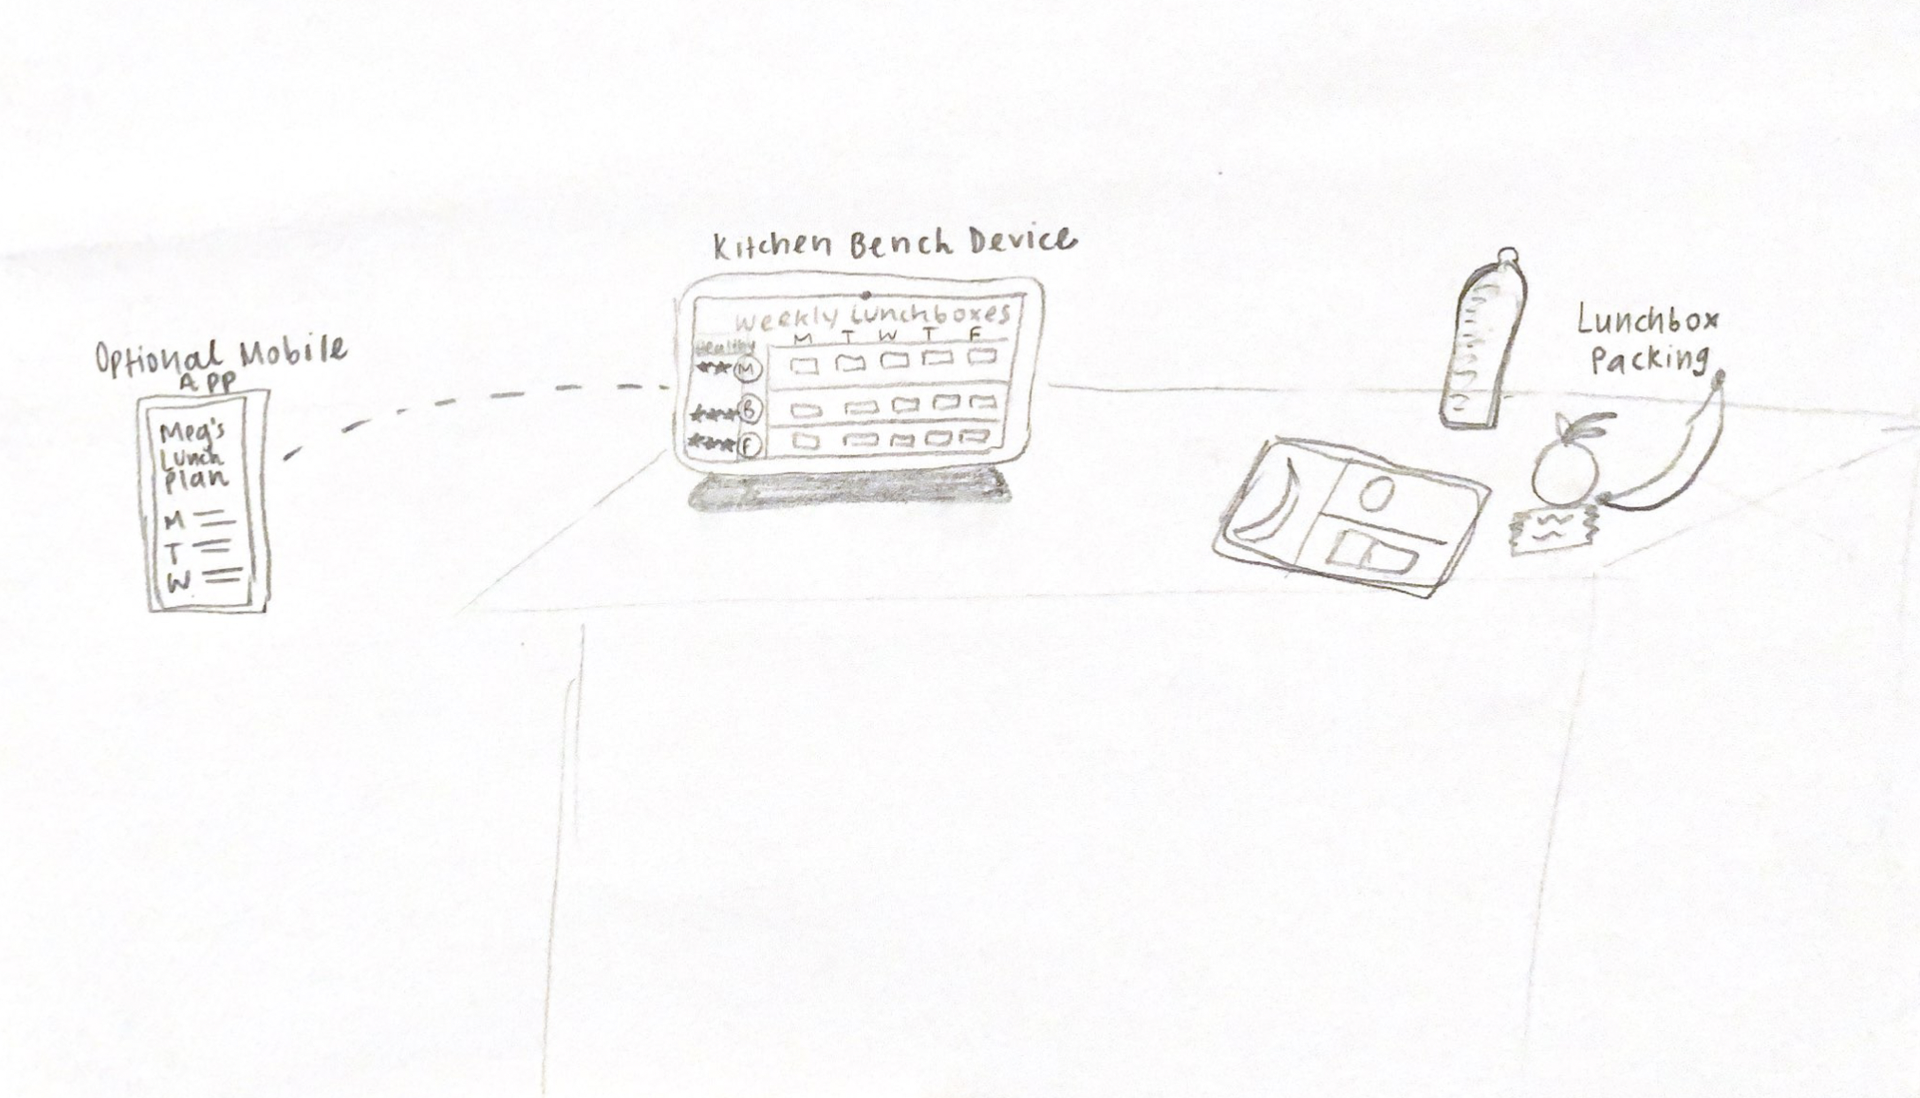 Optional Mobile
App
Meg's
Lunch
Plan
M
T
W
Kitchen Bench Device
Weekly Lunchboxes
M T W T F
Healthy
M
B
F
Lunchbox
Packing